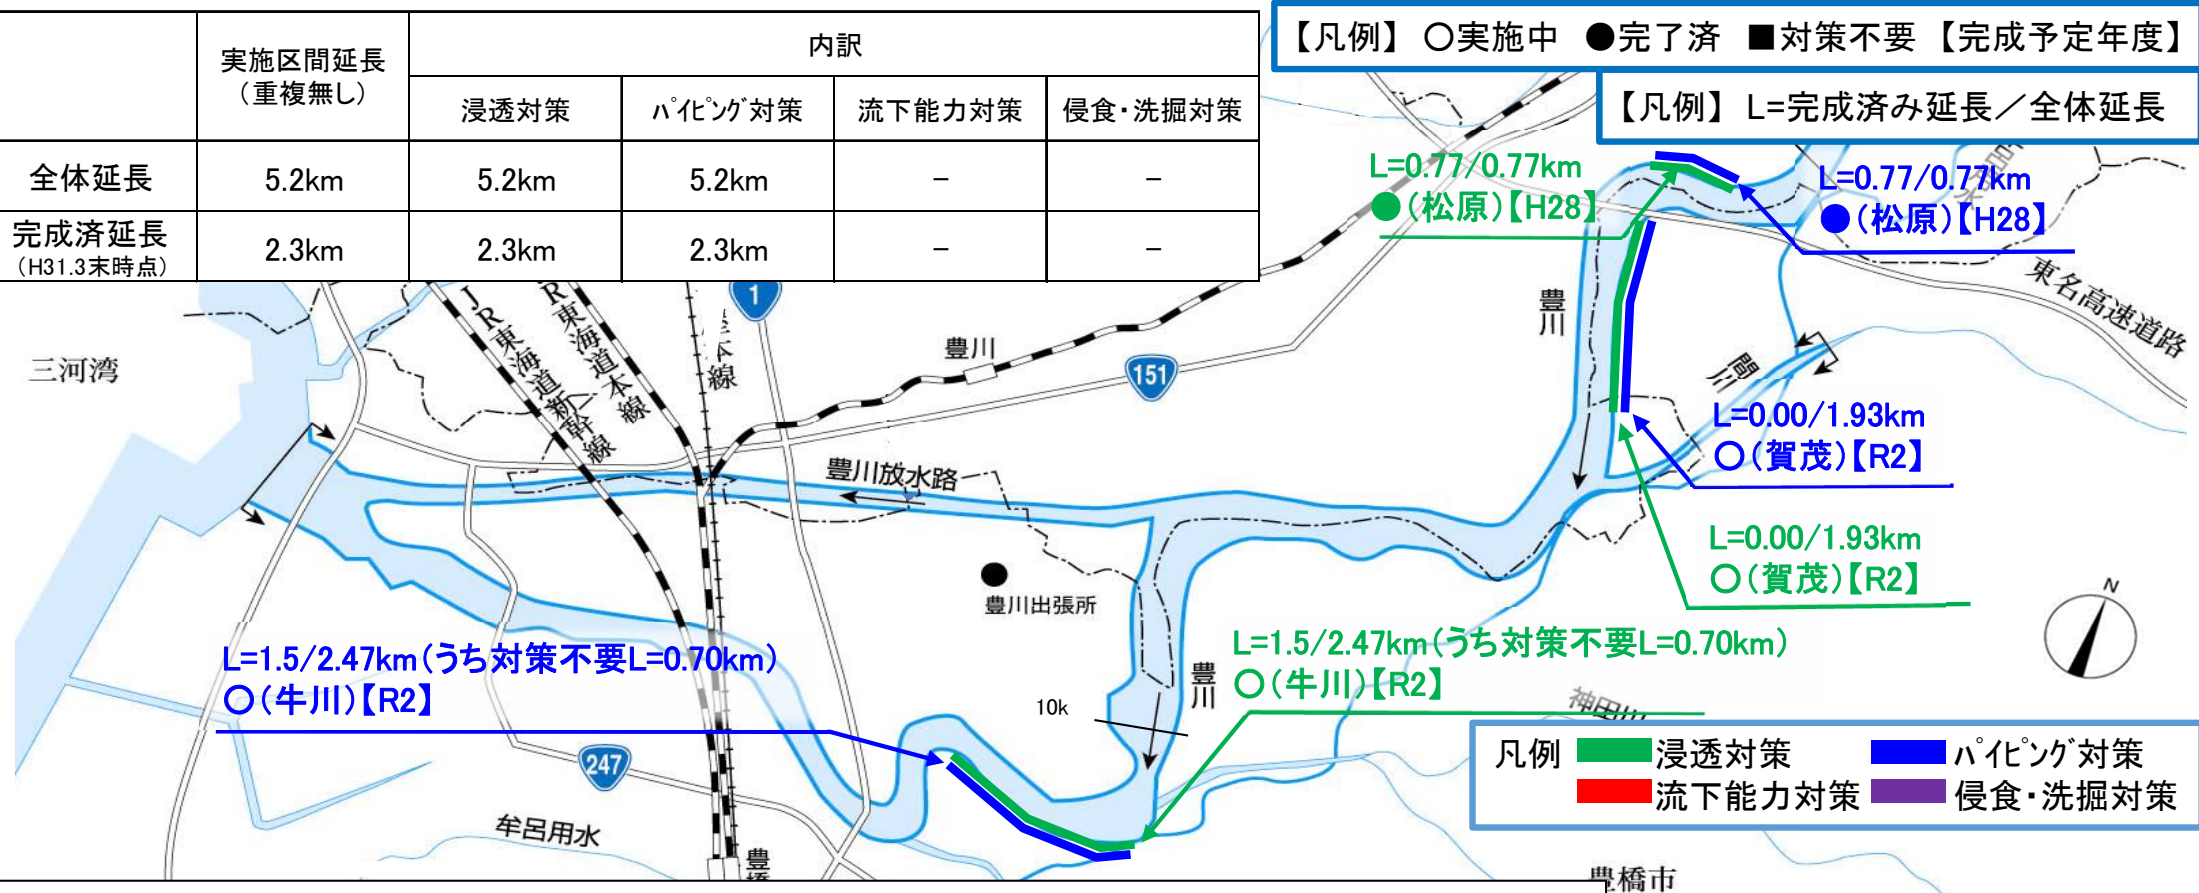 実施区間延長
(重複無し)
内訳
浸透対策
パイピング対策
流下能力対策
侵食・洗掘対策
全体延長
5.2km
5.2km
5.2km
－
－
完成済延長
(H31.3末時点)
2.3km
2.3km
2.3km
－
－
【凡例】 ○実施中 ●完了済 ■対策不要 【完成予定年度】
【凡例】 L=完成済み延長／全体延長
L=0.77/0.77km
●(松原)【H28】
L=0.77/0.77km
●(松原)【H28】
東名高速道路
豊川
間川
L=0.00/1.93km
○(賀茂)【R2】
L=0.00/1.93km
○(賀茂)【R2】
三河湾
JR東海道新幹線
R東海道本線
本線
1
豊川
151
豊川放水路
豊川出張所
L=1.5/2.47km(うち対策不要L=0.70km)
○(牛川)【R2】
L=1.5/2.47km(うち対策不要L=0.70km)
○(牛川)【R2】
豊川
10k
N
神田川
247
牟呂用水
凡例
浸透対策
パイピング対策
流下能力対策
侵食・洗掘対策
豊橋市